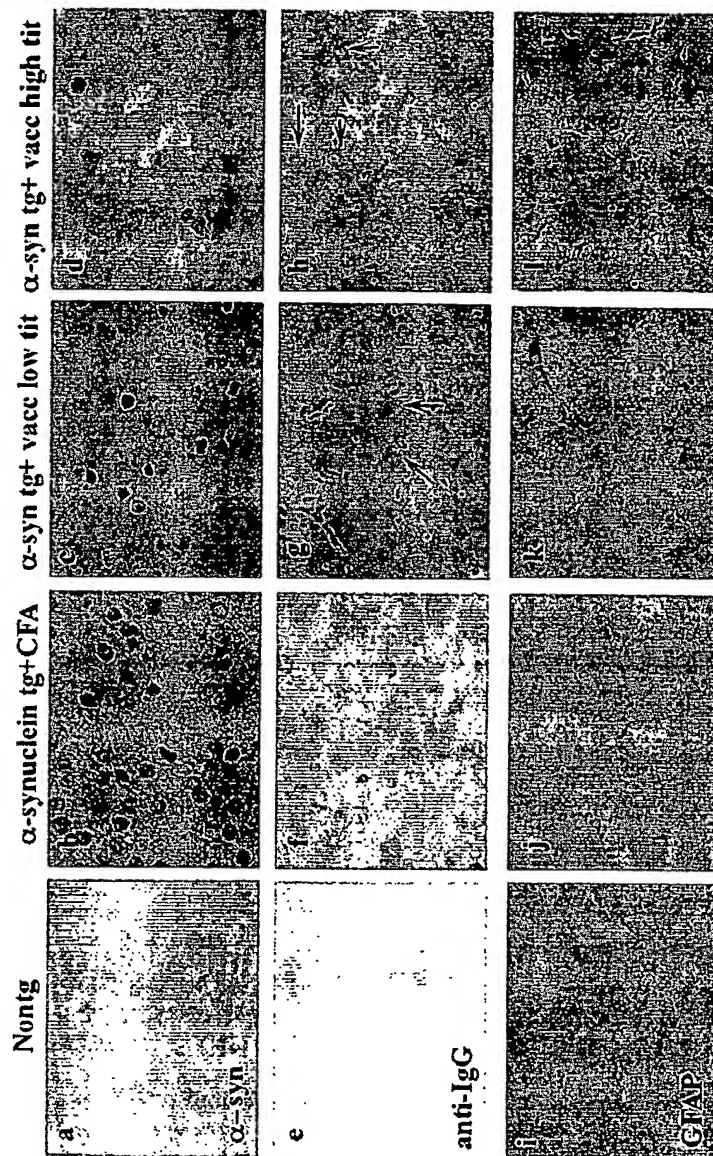 Nontg
α-synuclein tg+CFA
α-syn tg+ vacc low tit
α-syn tg+ vacc high tit
a
α-syn
b
c
d
e
anti-IgG
f
g
h
i
GFAP
j
k
l